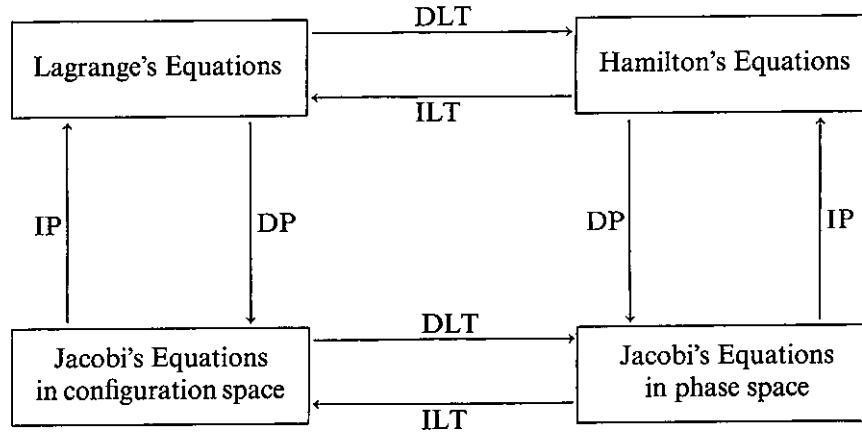 DLT
Lagrange's Equations
Hamilton's Equations
ILT
IP
DP
DP
IP
DLT
Jacobi's Equations
in configuration space
Jacobi's Equations
in phase space
ILT